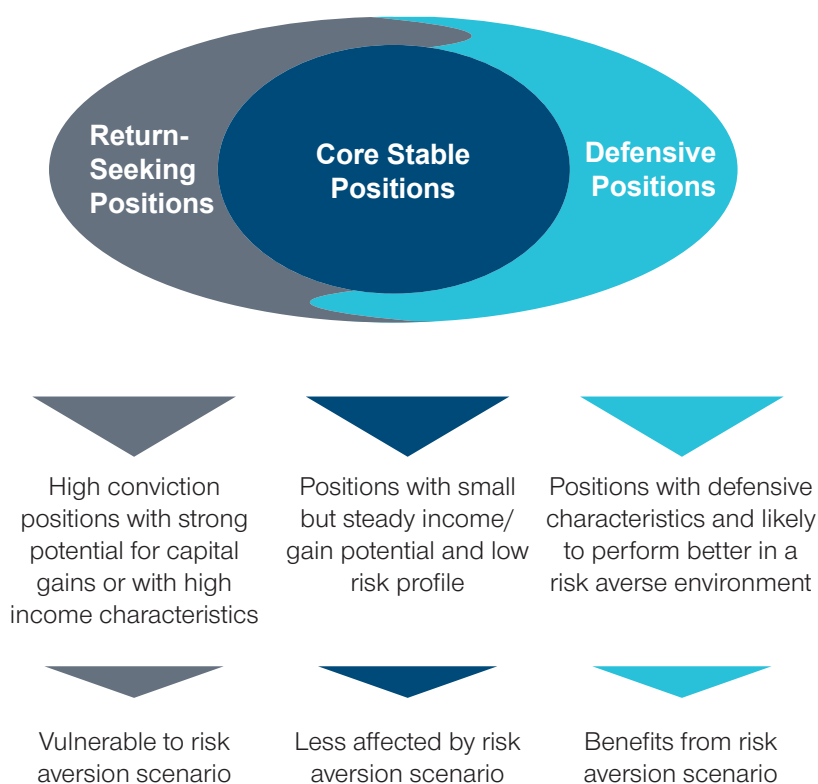 Return-
Seeking
Positions
Core Stable
Positions
Defensive
Positions
High conviction
positions with strong
potential for capital
gains or with high
income characteristics
Positions with small
but steady income/
gain potential and low
risk profile
Positions with defensive
characteristics and likely
to perform better in a
risk averse environment
Vulnerable to risk
aversion scenario
Less affected by risk
aversion scenario
Benefits from risk
aversion scenario